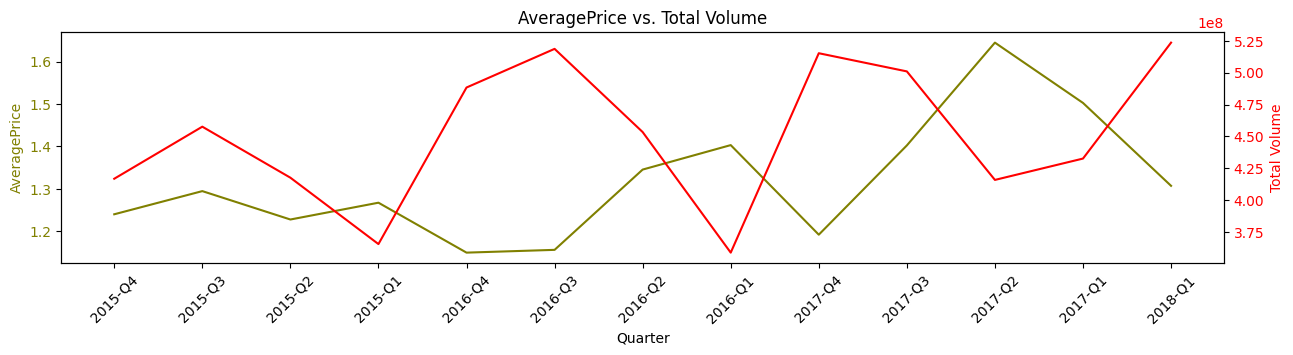 AveragePrice vs. Total Volume
1e8
AveragePrice
1.6
1.5
1.4
1.3
1.2
5.25
5.00
4.75
4.50
4.25
4.00
3.75
Total Volume
2015-Q4
2015-Q3
2015-Q2
2015-Q1
2016-Q4
2016-Q3
2016-Q2
2016-Q1
2017-Q4
2017-Q3
2017-Q2
2017-Q1
2018-Q1
Quarter